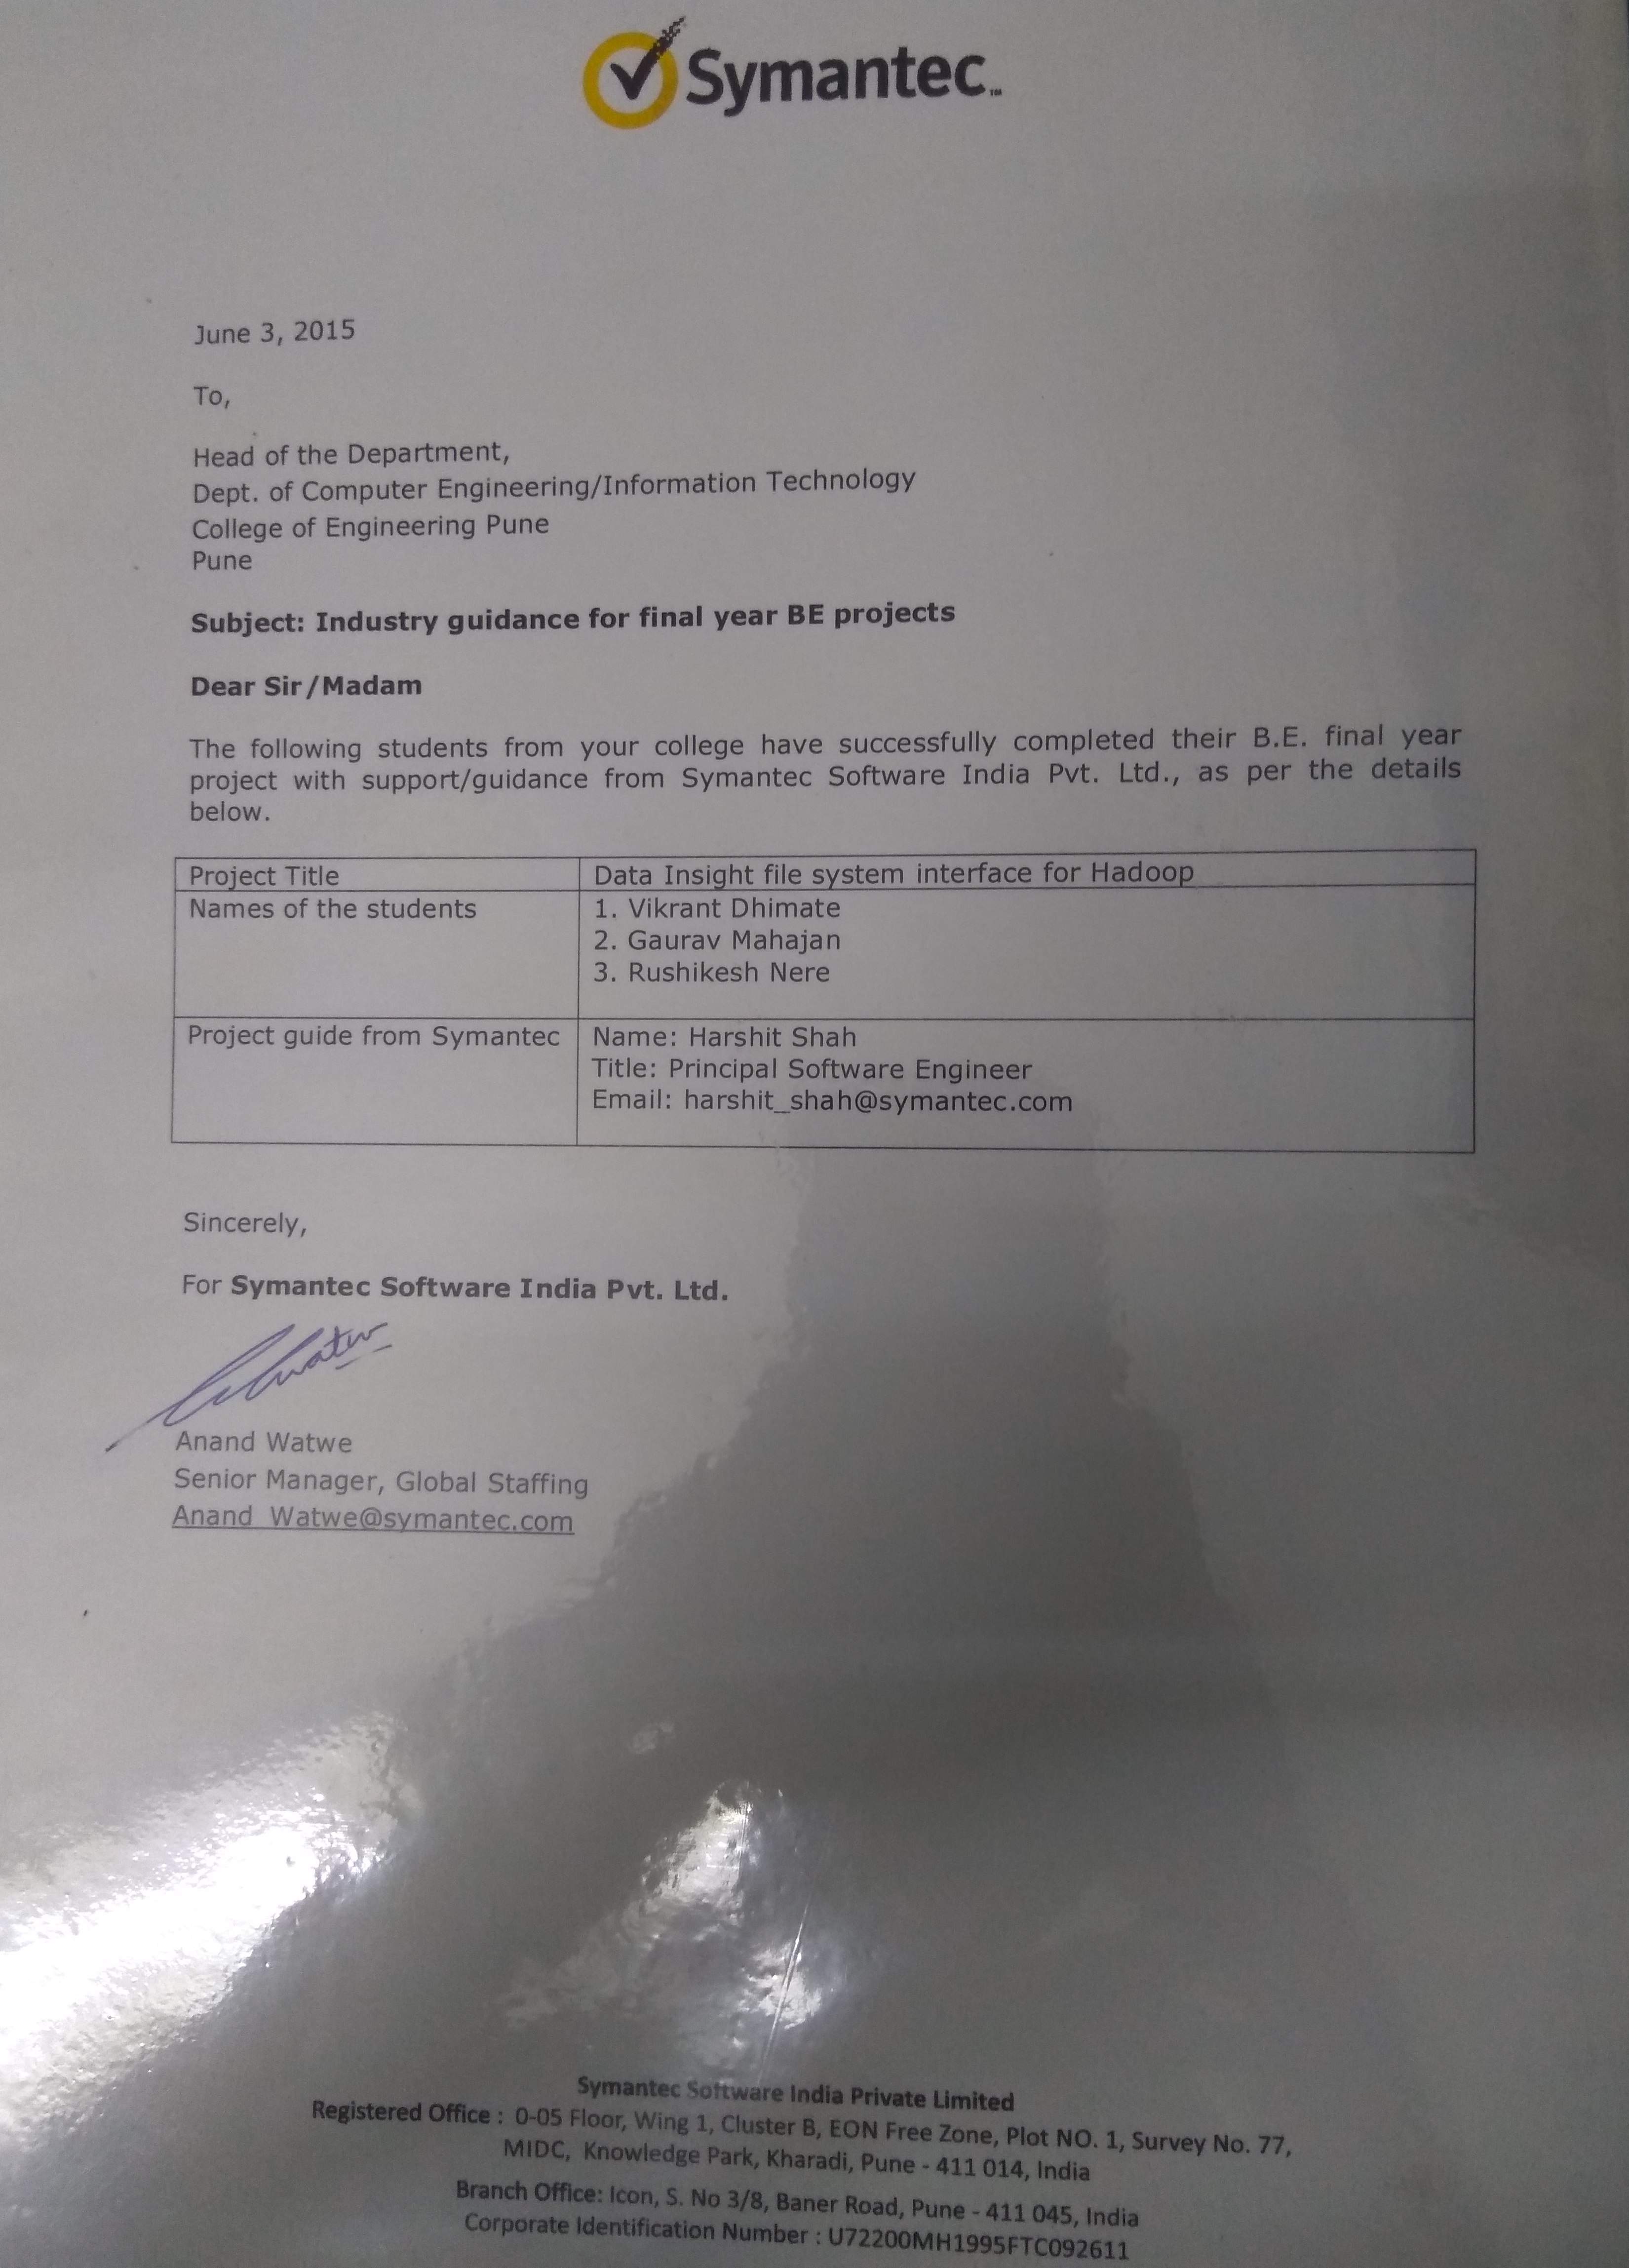 Symantec™
June 3, 2015
To,
Head of the Department,
Dept. of Computer Engineering/Information Technology
College of Engineering Pune
Pune
Subject: Industry guidance for final year BE projects
Dear Sir/Madam
The following students from your college have successfully completed their B.E. final year
project with support/guidance from Symantec Software India Pvt. Ltd., as per the details
below.
Project Title Data Insight file system interface for Hadoop
Names of the students 1. Vikrant Dhimate
2. Gaurav Mahajan
3. Rushikesh Nere
Project guide from Symantec Name: Harshit Shah
Title: Principal Software Engineer
Email: harshit_shah@symantec.com
Sincerely,
For Symantec Software India Pvt. Ltd.
Anand Watwe
Senior Manager, Global Staffing
Anand_Watwe@symantec.com
Symantec Software India Private Limited
Registered Office : 0-05 Floor, Wing 1, Cluster B, EON Free Zone, Plot NO. 1, Survey No. 77,
MIDC, Knowledge Park, Kharadi, Pune - 411 014, India
Branch Office: Icon, S. No 3/8, Baner Road, Pune - 411 045, India
Corporate Identification Number : U72200MH1995FTC092611